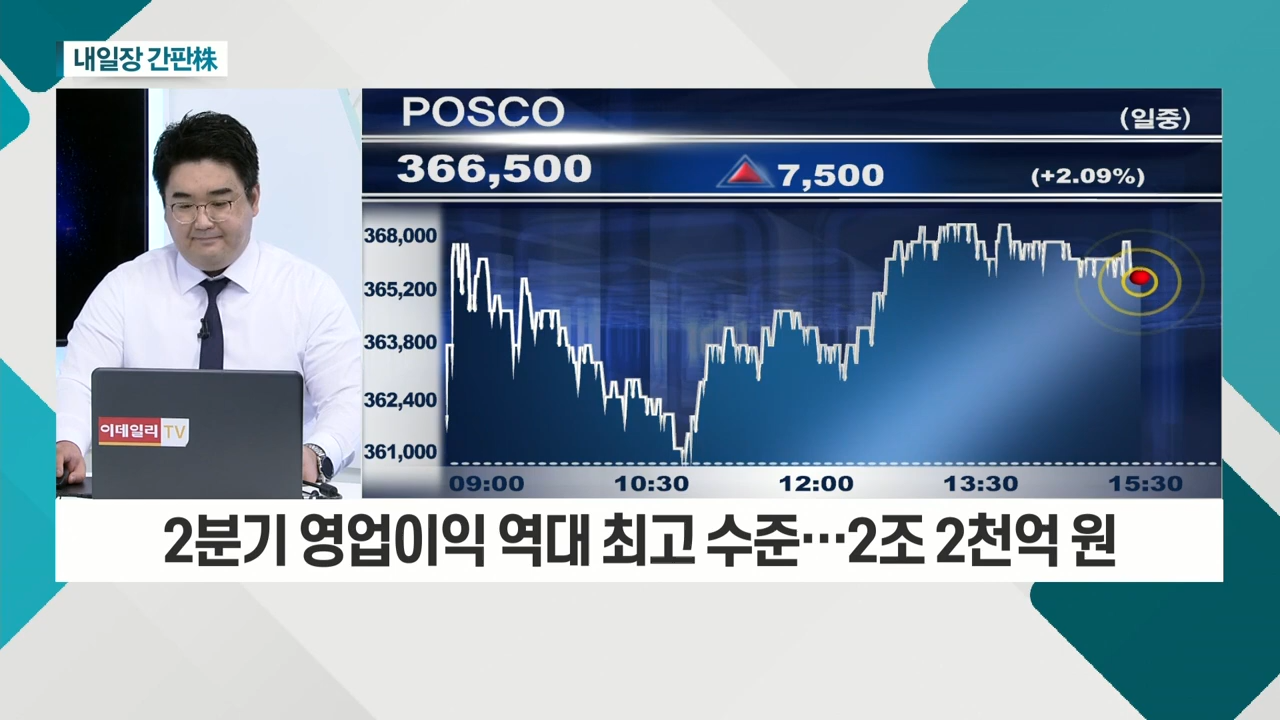 내일장 간판株
POSCO
(일중)
366,500 7,500 (+2.09%)
368,000
365,200
363,800
362,400
361,000
09:00 10:30 12:00 13:30 15:30
이데일리 TV
2분기 영업이익 역대 최고 수준…2조 2천억 원